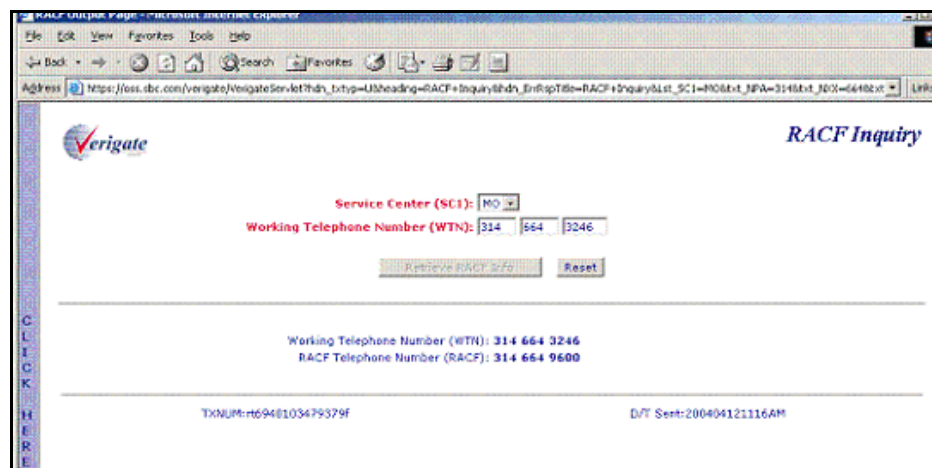 RACF Output Page - Microsoft Internet Explorer
File Edit View Favorites Tools Help
Back Search Favorites
Address https://oss.sbc.com/verigate/VerigateServlet?hdn_txtyp=U&heading=RACF+Inquiry&hdn_ErrRspTitle=RACF+Inquiry&Lst_SC1=MO&txt_NPA=314&txt_NXX=664&txt Links
Verigate
RACF Inquiry
Service Center (SC1): MO
Working Telephone Number (WTN): 314 664 3246
Retrieve RACF Info Reset
Working Telephone Number (WTN): 314 664 3246
RACF Telephone Number (RACF): 314 664 9600
TXNUM:rt6948103479379f D/T Sent:200404121116AM
CLICK HERE